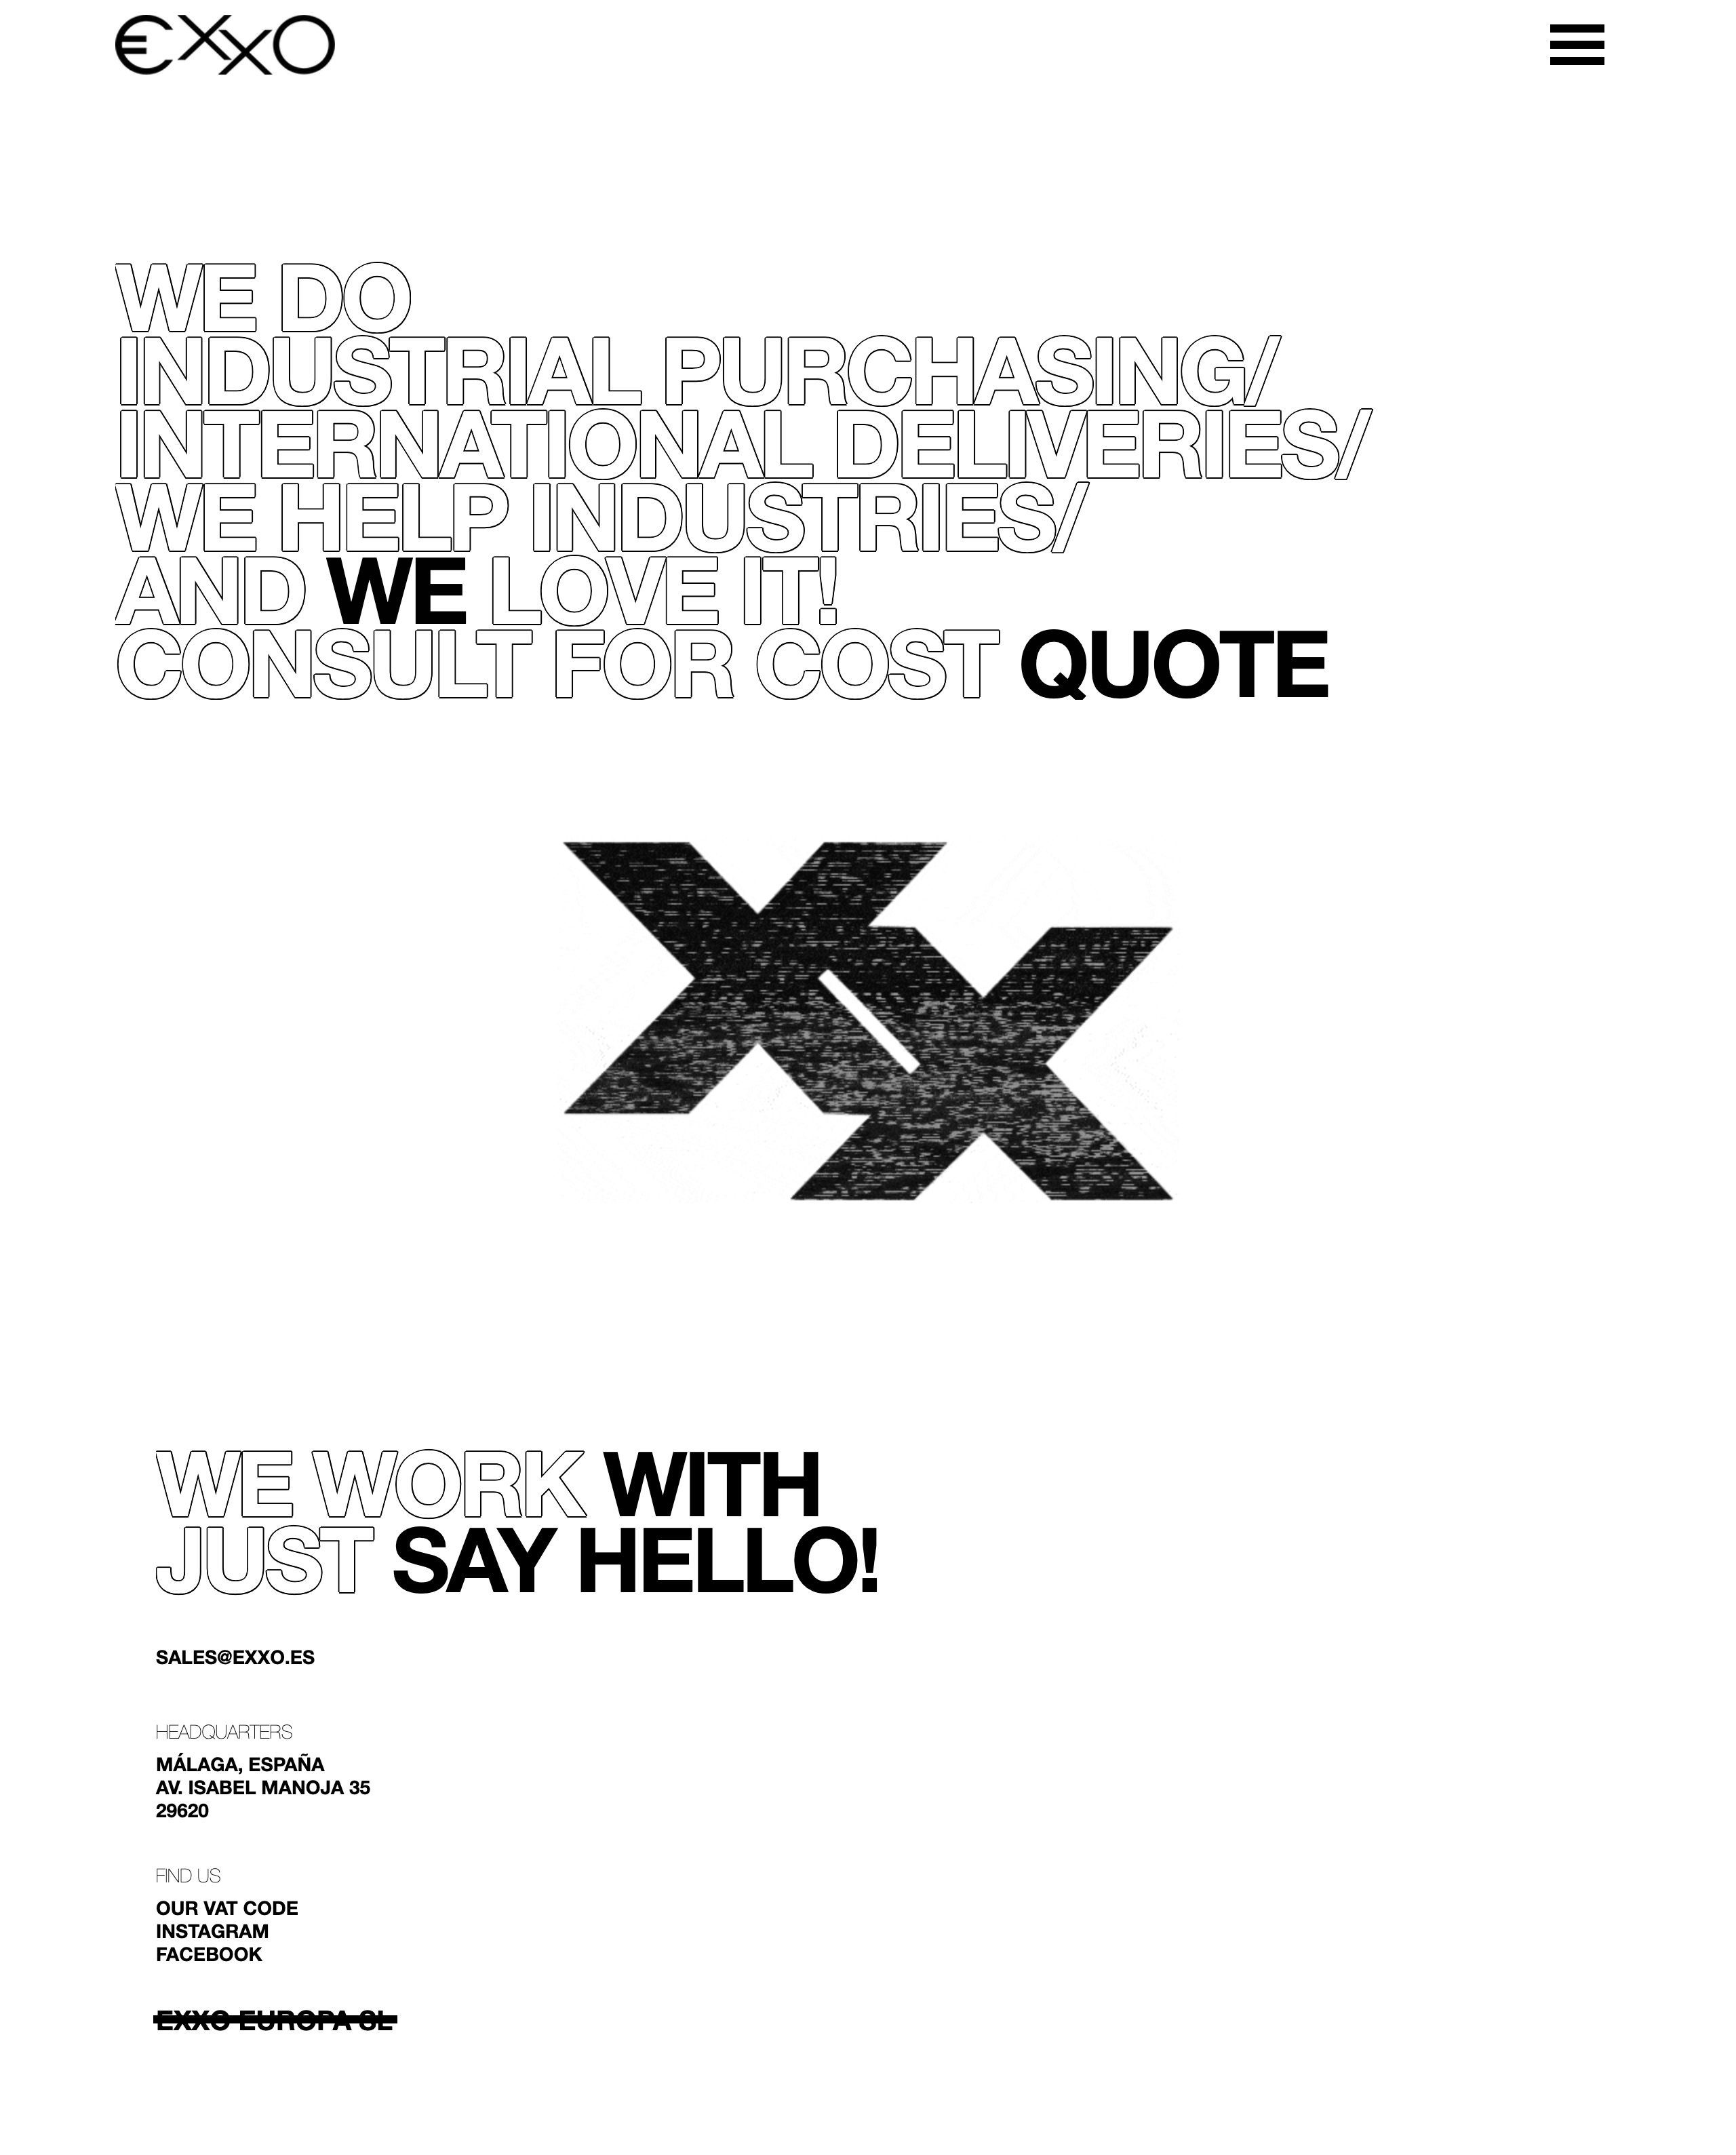 EXXO
WE DO
INDUSTRIAL PURCHASING/
INTERNATIONAL DELIVERIES/
WE HELP INDUSTRIES/
AND WE LOVE IT!
CONSULT FOR COST QUOTE
XX
WE WORK WITH
JUST SAY HELLO!
SALES@EXXO.ES
HEADQUARTERS
MÁLAGA, ESPAÑA
AV. ISABEL MANOJA 35
29620
FIND US
OUR VAT CODE
INSTAGRAM
FACEBOOK
EXXO EUROPA SL